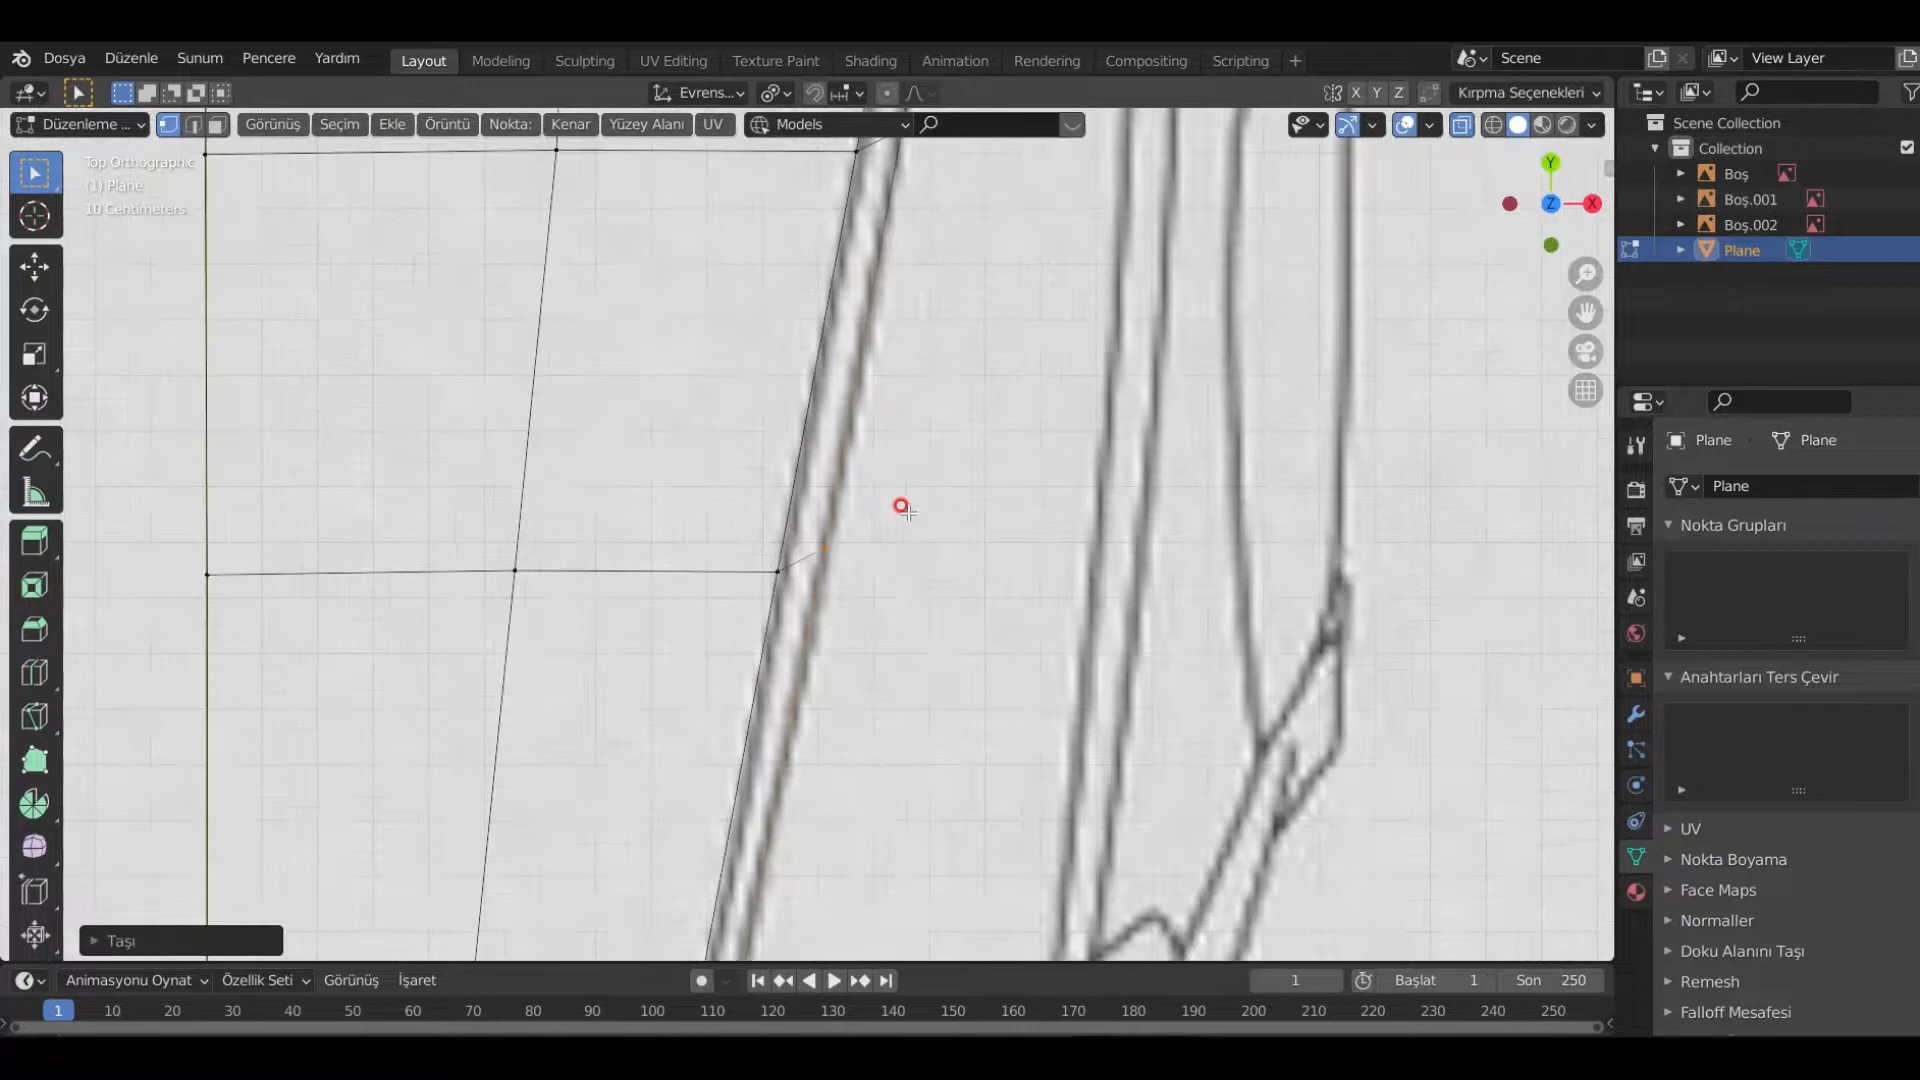 Dosya Düzenle Sunum Pencere Yardım Layout Modeling Sculpting UV Editing Texture Paint Shading Animation Rendering Compositing Scripting + Scene View Layer
Evrens... X Y Z Kırpma Seçenekleri
Düzenleme ... Görünüş Seçim Ekle Örüntü Nokta: Kenar Yüzey Alanı UV Models
Top Orthographic
(1) Plane
10 Centimeters
Y
Z
X
Scene Collection
Collection
Boş
Boş.001
Boş.002
Plane
Plane Plane
Plane
Nokta Grupları
Anahtarları Ters Çevir
UV
Nokta Boyama
Face Maps
Normaller
Doku Alanını Taşı
Remesh
Falloff Mesafesi
Taşı
Animasyonu Oynat Özellik Seti Görünüş İşaret 1 Başlat 1 Son 250
1 10 20 30 40 50 60 70 80 90 100 110 120 130 140 150 160 170 180 190 200 210 220 230 240 250